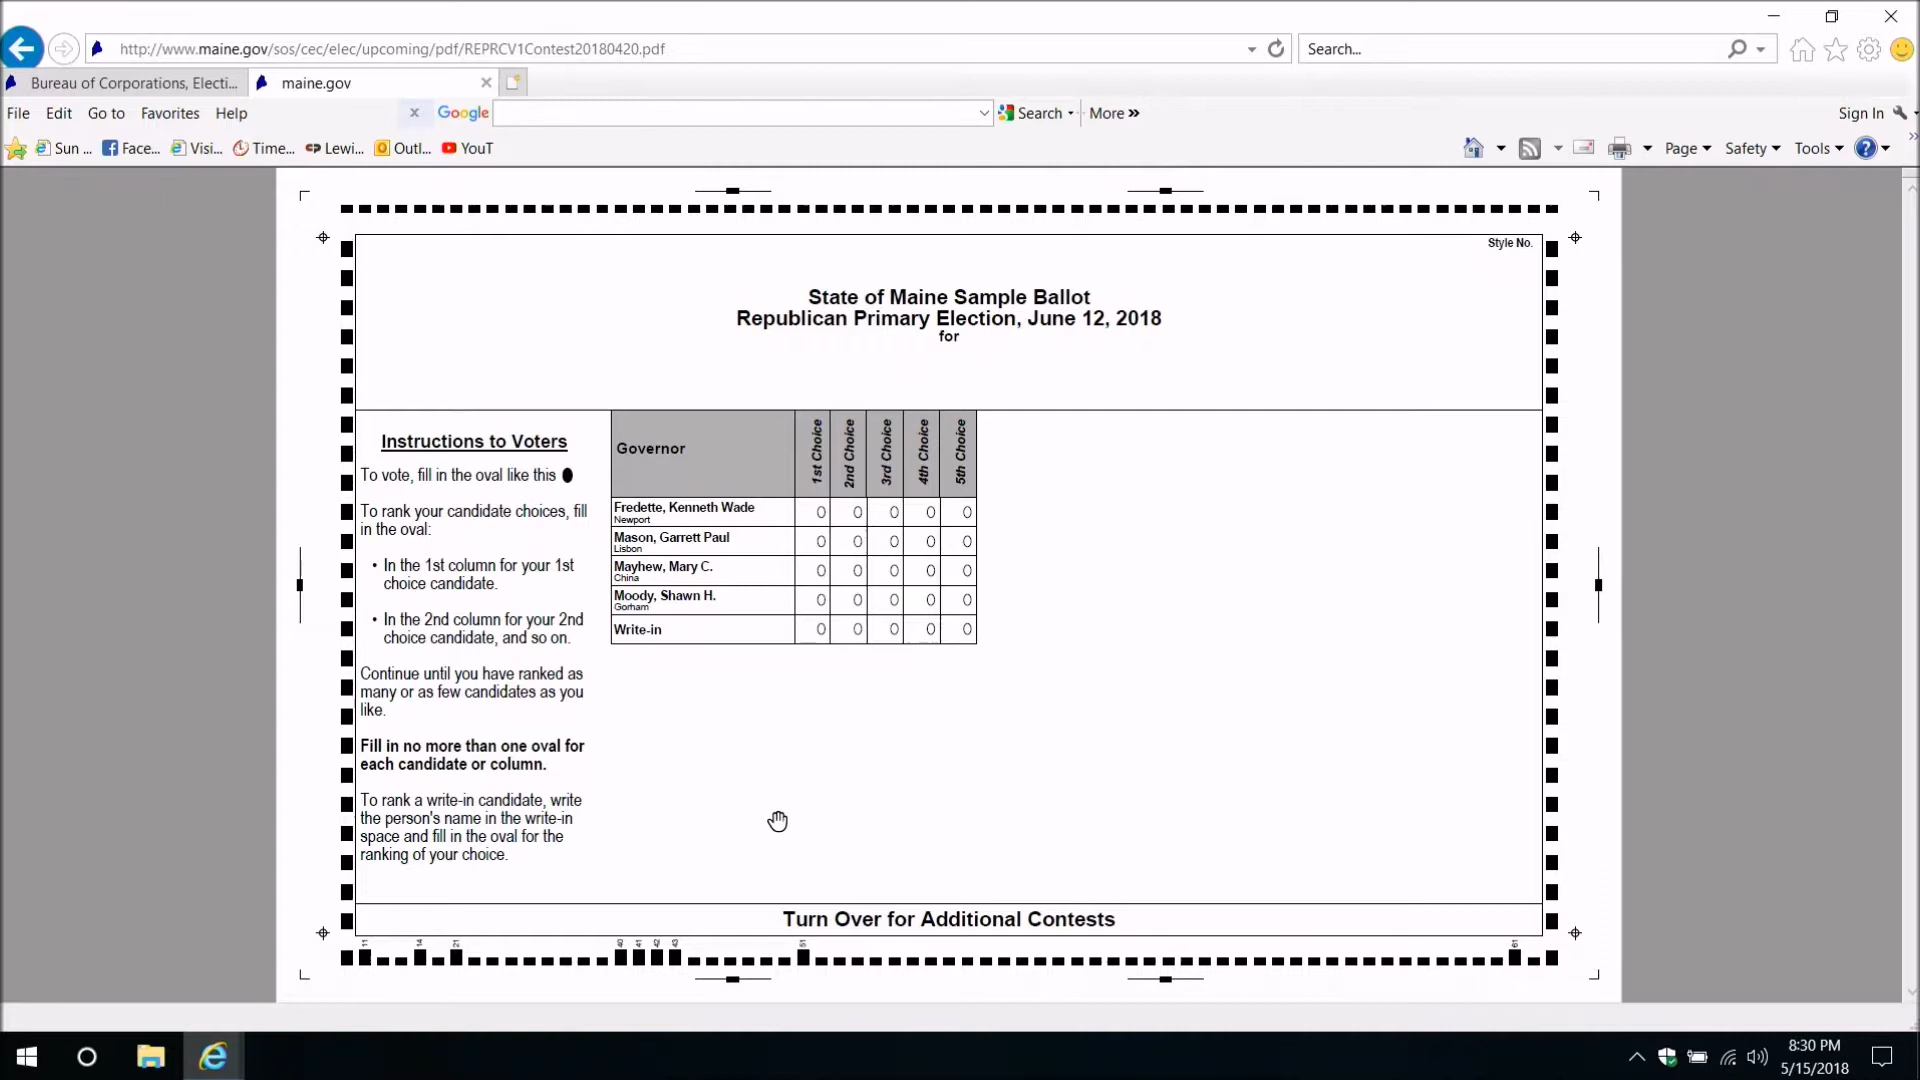 http://www.maine.gov/sos/cec/elec/upcoming/pdf/REPRCV1Contest20180420.pdf
Search...
Bureau of Corporations, Electi...
maine.gov
File Edit Go to Favorites Help
Google
Search
More »
Sign In
Sun ...
Face...
Visi...
Time...
Lewi...
Outl...
YouT
Page
Safety
Tools
Style No.
State of Maine Sample Ballot
Republican Primary Election, June 12, 2018
for
Instructions to Voters
To vote, fill in the oval like this
To rank your candidate choices, fill
in the oval:
• In the 1st column for your 1st
choice candidate.
• In the 2nd column for your 2nd
choice candidate, and so on.
Continue until you have ranked as
many or as few candidates as you
like.
Fill in no more than one oval for
each candidate or column.
To rank a write-in candidate, write
the person's name in the write-in
space and fill in the oval for the
ranking of your choice.
Governor
1st Choice
2nd Choice
3rd Choice
4th Choice
5th Choice
Fredette, Kenneth Wade
Newport
Mason, Garrett Paul
Lisbon
Mayhew, Mary C.
China
Moody, Shawn H.
Gorham
Write-in
Turn Over for Additional Contests
11
14
21
40
41
42
43
51
61
8:30 PM
5/15/2018